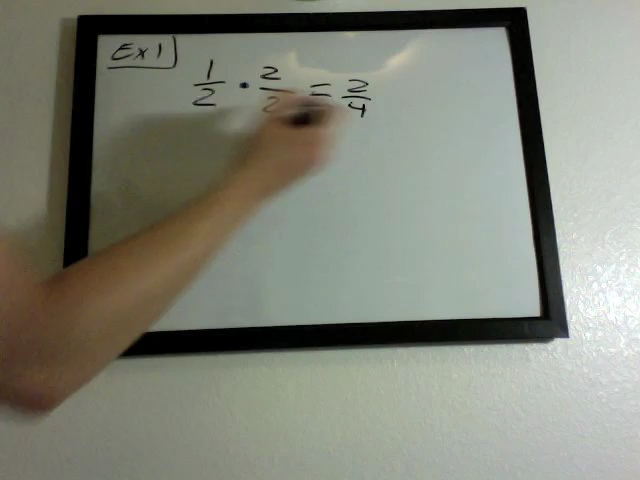 Ex 1
1/2 · 2/2 = 2/4